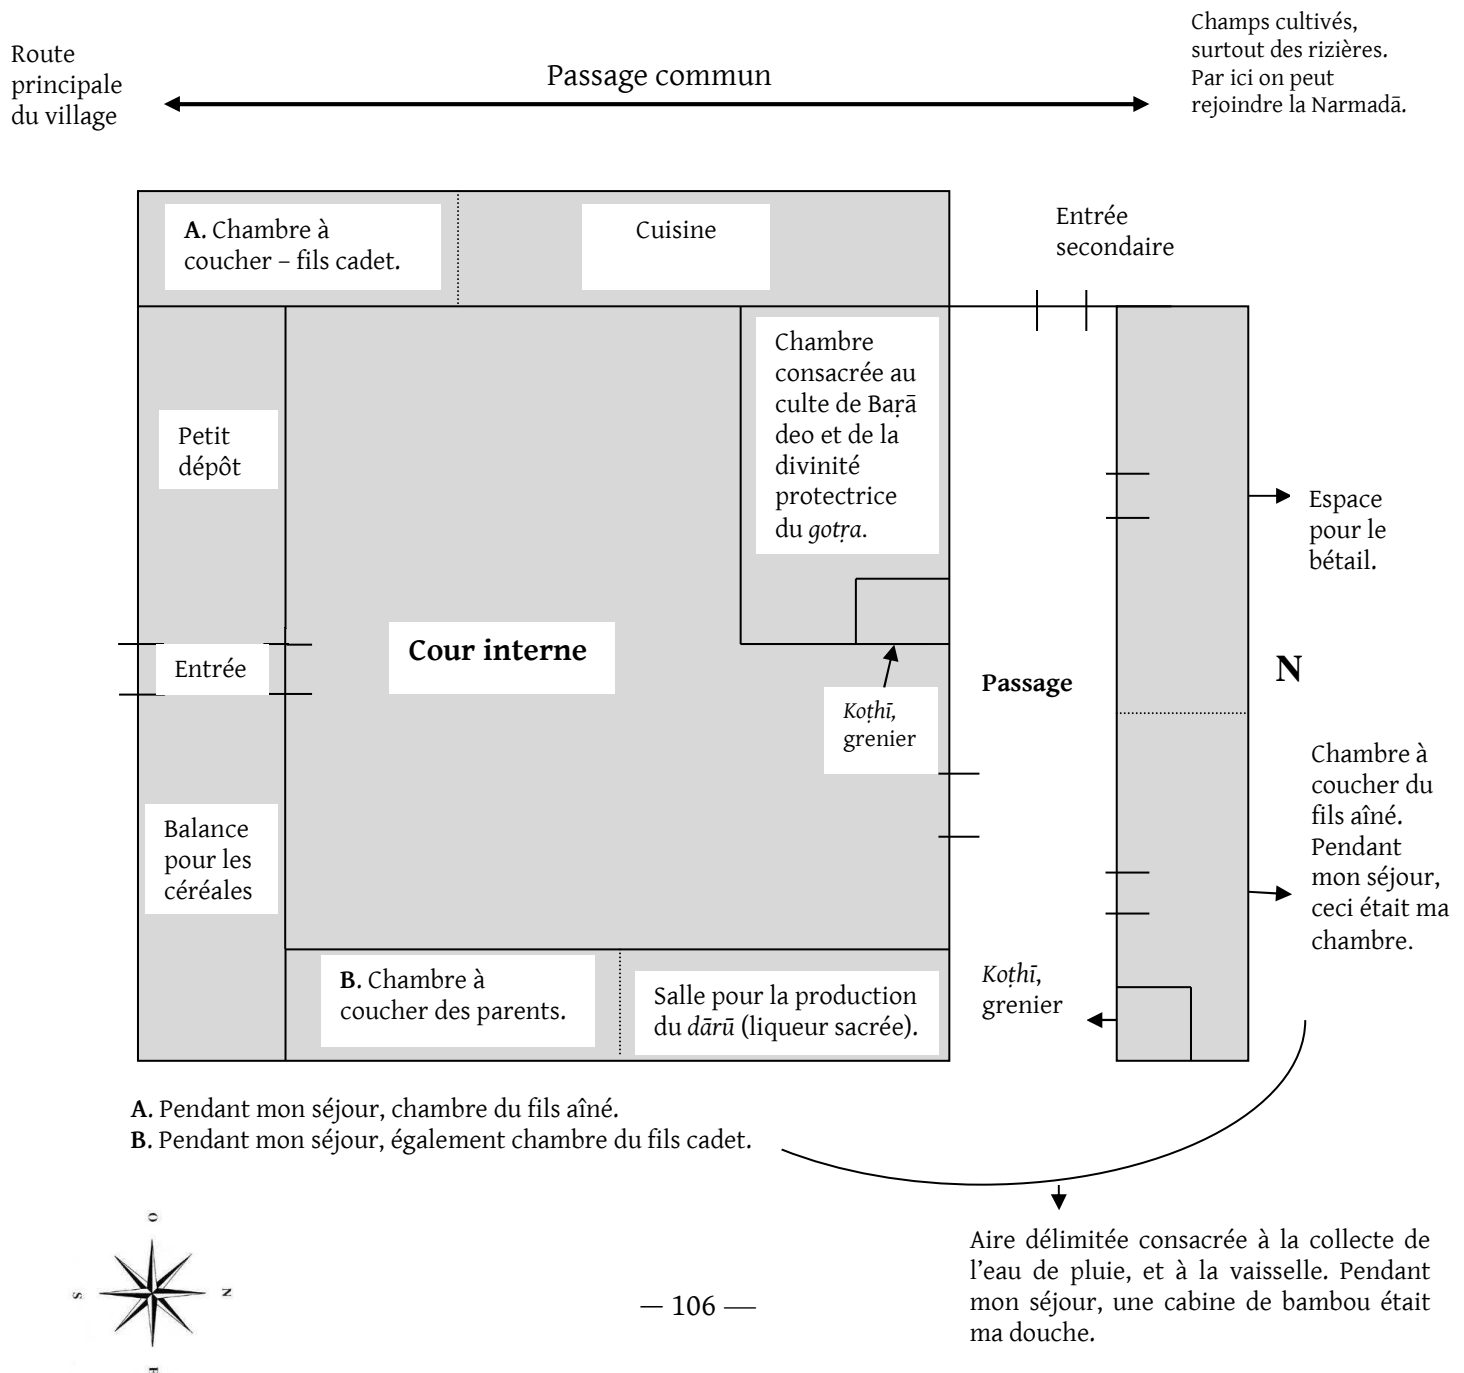 Route
principale
du village
Passage commun
Champs cultivés,
surtout des rizières.
Par ici on peut
rejoindre la Narmadā.
A. Chambre à
coucher – fils cadet.
Cuisine
Entrée
secondaire
Chambre
consacrée au
culte de Baṛā
deo et de la
divinité
protectrice
du gotṛa.
Petit
dépôt
Espace
pour le
bétail.
Entrée
Cour interne
Passage
N
Koṭhī,
grenier
Balance
pour les
céréales
Chambre à
coucher du
fils aîné.
Pendant
mon séjour,
ceci était ma
chambre.
B. Chambre à
coucher des parents.
Salle pour la production
du dārū (liqueur sacrée).
Koṭhī,
grenier
A. Pendant mon séjour, chambre du fils aîné.
B. Pendant mon séjour, également chambre du fils cadet.
O
S
N
E
Aire délimitée consacrée à la collecte de
l’eau de pluie, et à la vaisselle. Pendant
mon séjour, une cabine de bambou était
ma douche.
— 106 —